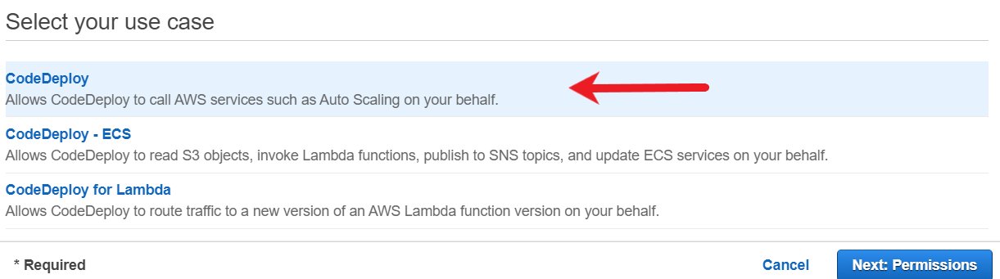 Select your use case
CodeDeploy
Allows CodeDeploy to call AWS services such as Auto Scaling on your behalf.
CodeDeploy - ECS
Allows CodeDeploy to read S3 objects, invoke Lambda functions, publish to SNS topics, and update ECS services on your behalf.
CodeDeploy for Lambda
Allows CodeDeploy to route traffic to a new version of an AWS Lambda function version on your behalf.
* Required
Cancel
Next: Permissions